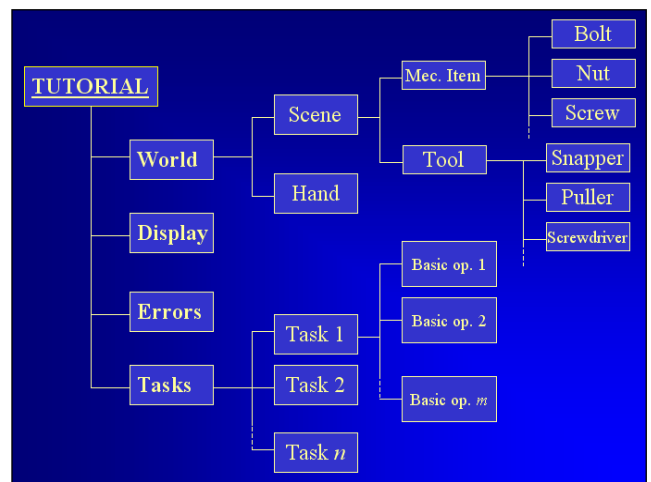 TUTORIAL
World
Scene
Mec. Item
Bolt
Nut
Screw
Tool
Snapper
Puller
Screwdriver
Hand
Display
Errors
Tasks
Task 1
Basic op. 1
Basic op. 2
Basic op. m
Task 2
Task n